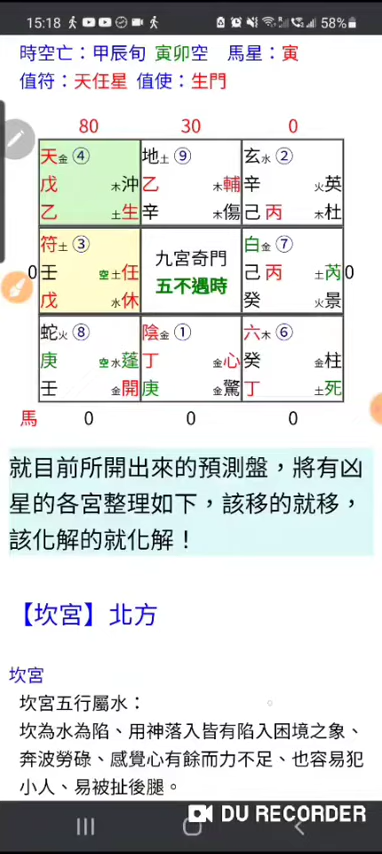 15:18 58%
時空亡：甲辰旬 寅卯空 馬星：寅
值符：天任星 值使：生門
80 30 0
天金④ 地土⑨ 玄水②
戊 木沖 乙 木輔 辛 火英
乙 土生 辛 木傷 己 丙 木杜
符土③ 九宮奇門 白金⑦
0 壬 空土任 五不遇時 己 丙 土芮 0
戊 水休 癸 火景
蛇火⑧ 陰金① 六木⑥
庚 空水蓬 丁 金心 癸 金柱
壬 金開 庚 金驚 丁 土死
馬 0 0 0
就目前所開出來的預測盤，將有凶
星的各宮整理如下，該移的就移，
該化解的就化解！
【坎宮】北方
坎宮
坎宮五行屬水：
坎為水為陷、用神落入皆有陷入困境之象、
奔波勞碌、感覺心有餘而力不足、也容易犯
小人、易被扯後腿。
DU RECORDER